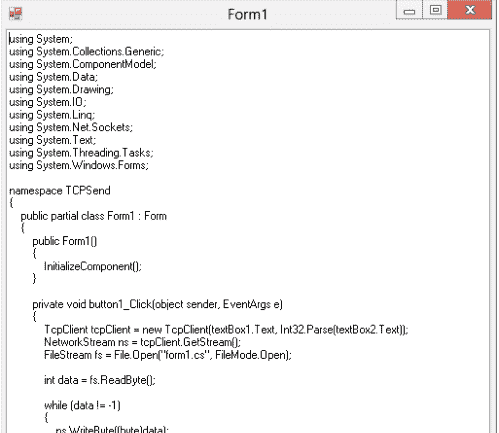 Form1
using System;
using System.Collections.Generic;
using System.ComponentModel;
using System.Data;
using System.Drawing;
using System.IO;
using System.Linq;
using System.Net.Sockets;
using System.Text;
using System.Threading.Tasks;
using System.Windows.Forms;

namespace TCPSend
{
    public partial class Form1 : Form
    {
        public Form1()
        {
            InitializeComponent();
        }

        private void button1_Click(object sender, EventArgs e)
        {
            TcpClient tcpClient = new TcpClient(textBox1.Text, Int32.Parse(textBox2.Text));
            NetworkStream ns = tcpClient.GetStream();
            FileStream fs = File.Open("form1.cs", FileMode.Open);

            int data = fs.ReadByte();

            while (data != -1)
            {
                ns.WriteByte((byte)data);